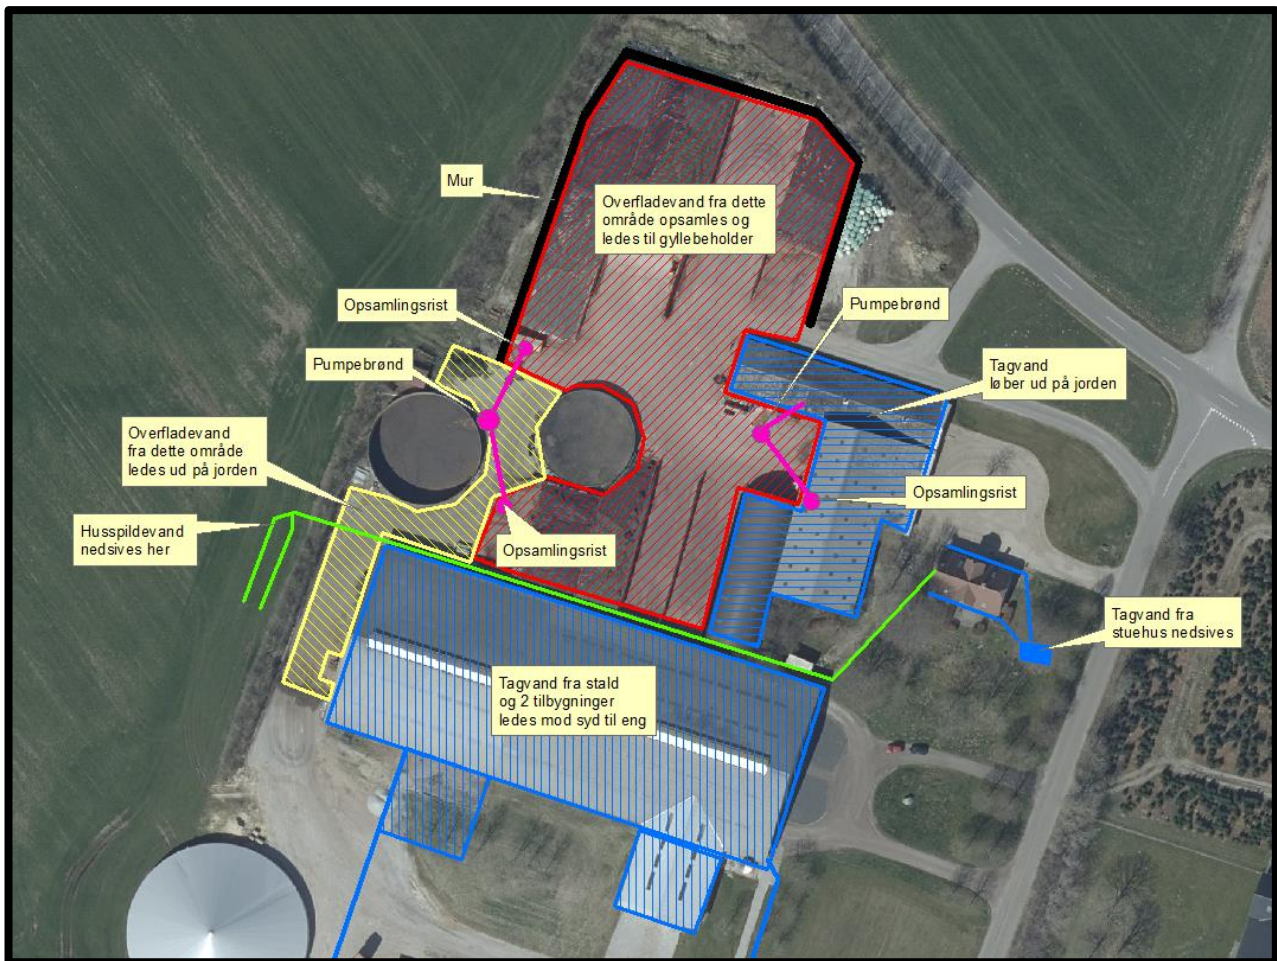 Mur
Overfladevand fra dette
område opsamles og
ledes til gyllebeholder
Opsamlingsrist
Pumpebrønd
Pumpebrønd
Tagvand
løber ud på jorden
Overfladevand
fra dette område
ledes ud på jorden
Opsamlingsrist
Husspildevand
nedsives her
Opsamlingsrist
Tagvand fra
stuehus nedsives
Tagvand fra stald
og 2 tilbygninger
ledes mod syd til eng